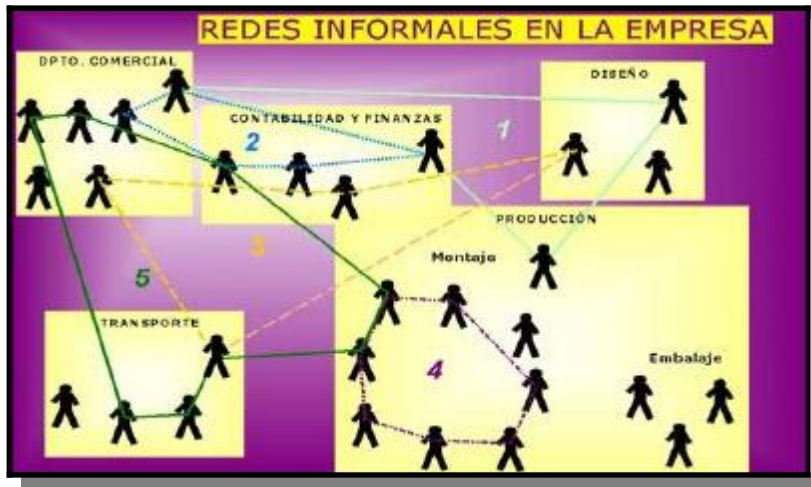 REDES INFORMALES EN LA EMPRESA
DPTO. COMERCIAL
DISEÑO
CONTABILIDAD Y FINANZAS
1
2
PRODUCCIÓN
3
Montaje
5
TRANSPORTE
4
Embalaje